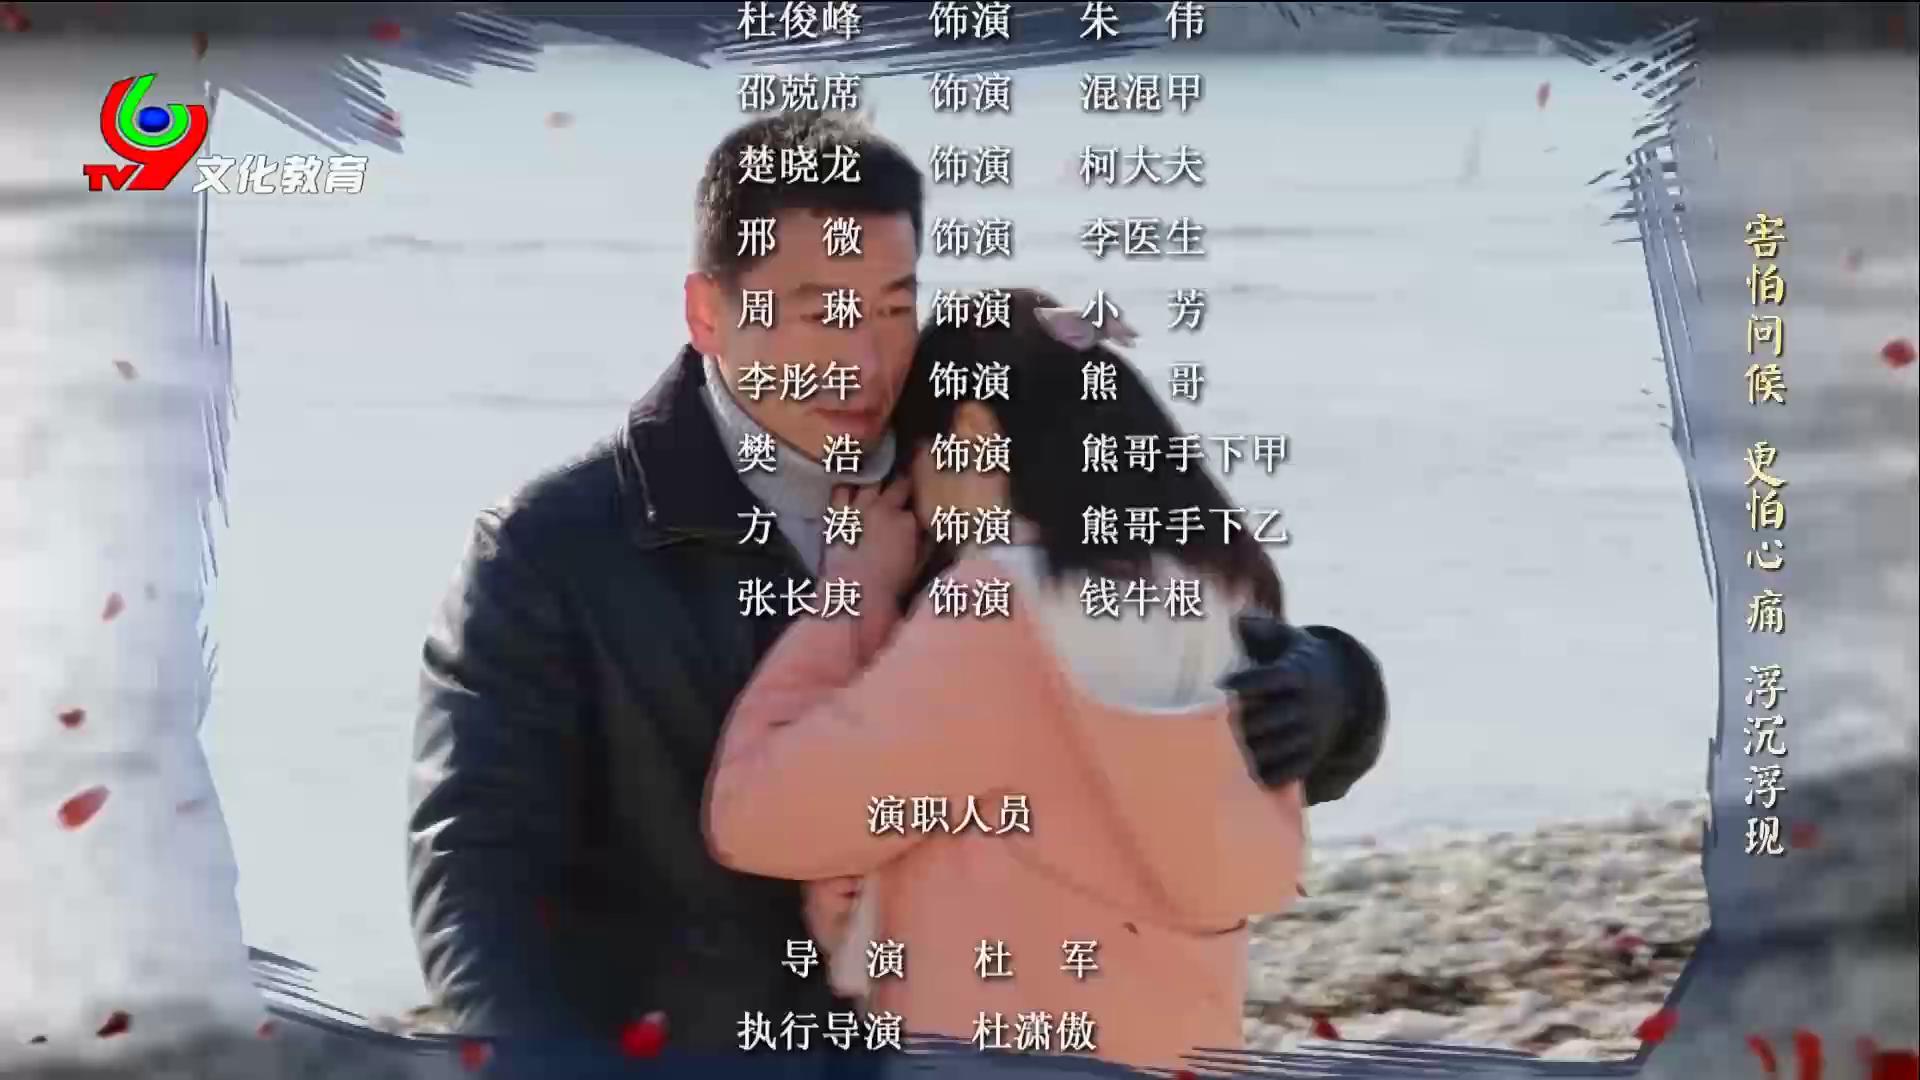 杜俊峰 饰演 朱 伟
邵兢席 饰演 混混甲
楚晓龙 饰演 柯大夫
邢 微 饰演 李医生
周 琳 饰演 小 芳
李彤年 饰演 熊 哥
樊 浩 饰演 熊哥手下甲
方 涛 饰演 熊哥手下乙
张长庚 饰演 钱牛根
演职人员
导 演 杜 军
执行导演 杜潇傲
TV9 文化教育
害怕问候 更怕心痛 浮沉浮现